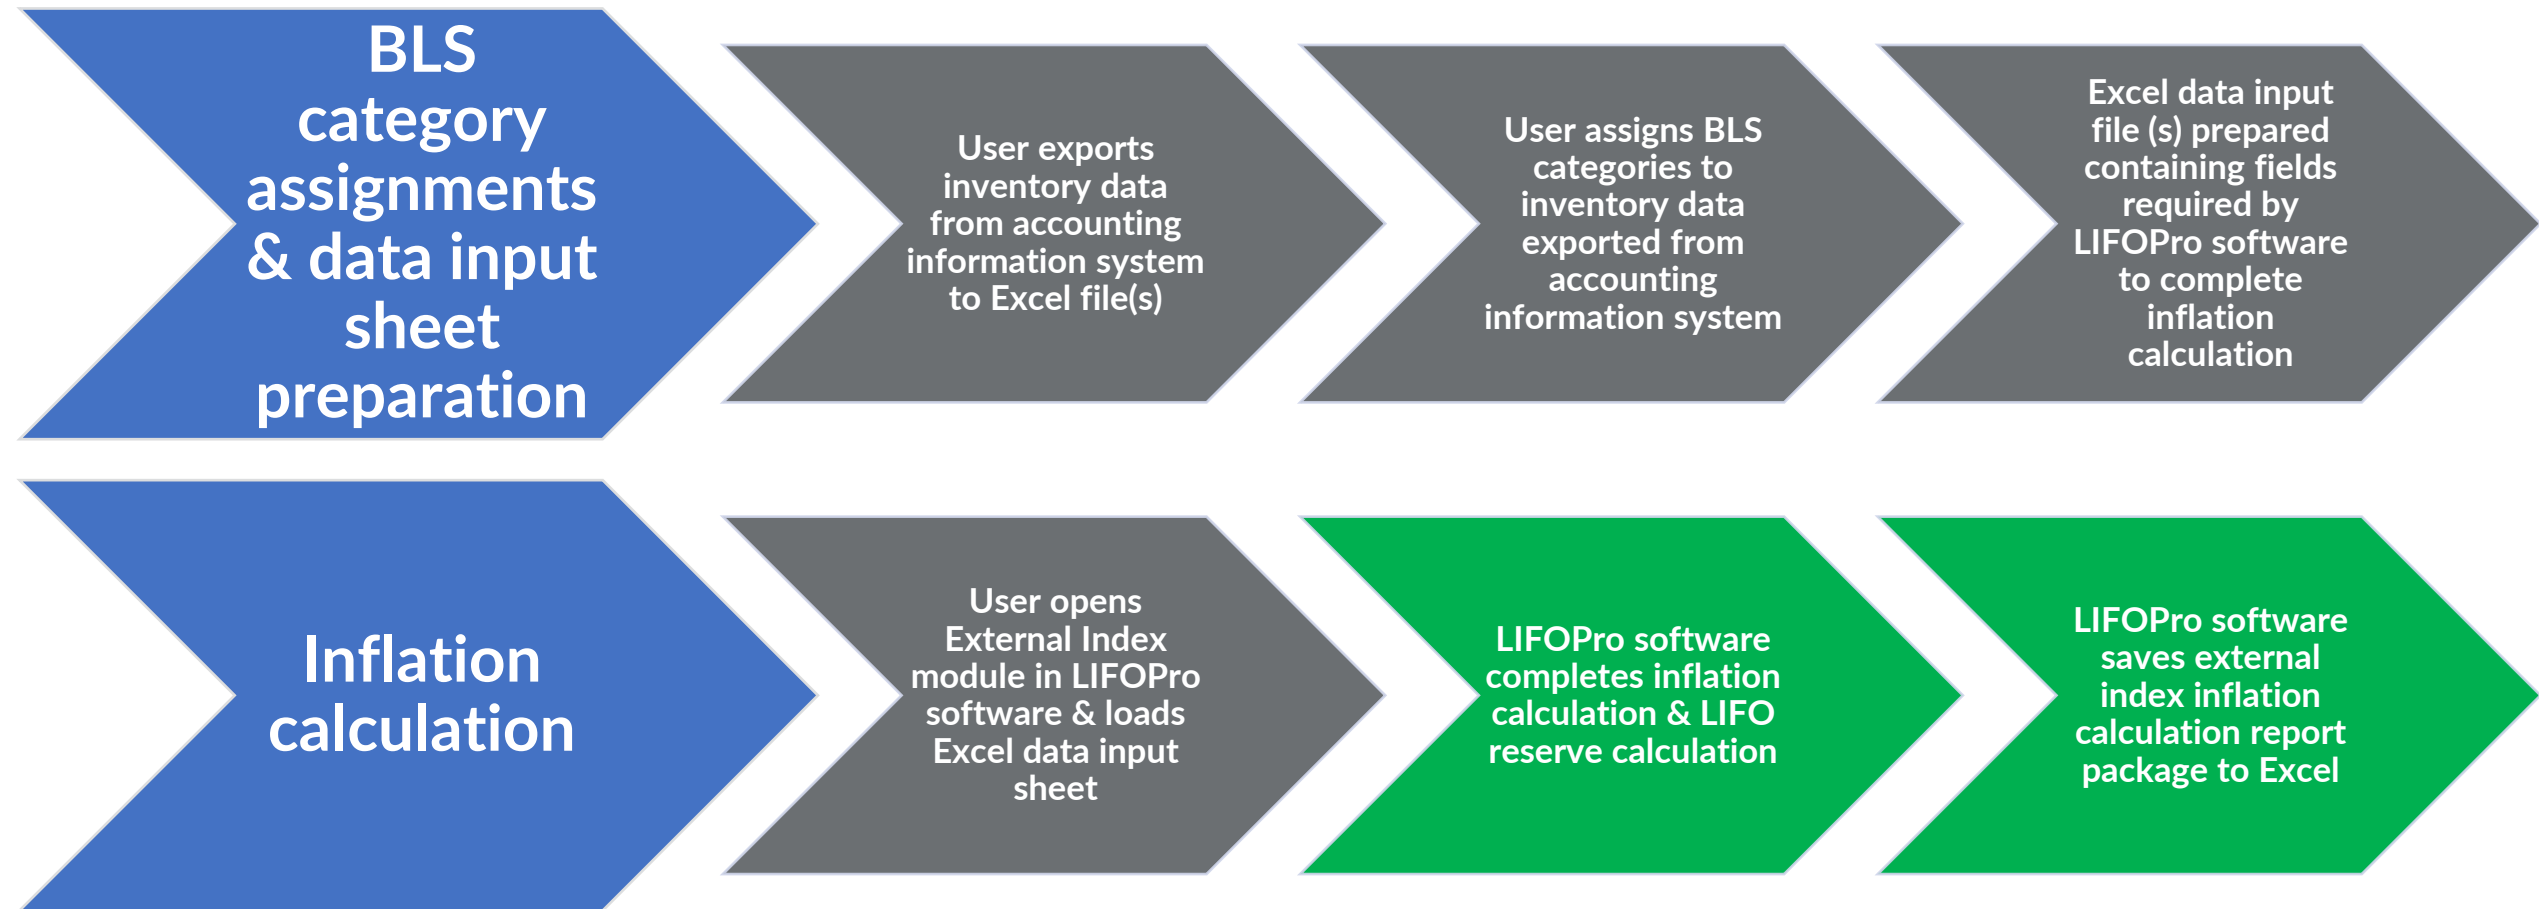 BLS
category
assignments
& data input
sheet
preparation
User exports
inventory data
from accounting
information system
to Excel file(s)
User assigns BLS
categories to
inventory data
exported from
accounting
information system
Excel data input
file (s) prepared
containing fields
required by
LIFOPro software
to complete
inflation
calculation
Inflation
calculation
User opens
External Index
module in LIFOPro
software & loads
Excel data input
sheet
LIFOPro software
completes inflation
calculation & LIFO
reserve calculation
LIFOPro software
saves external
index inflation
calculation report
package to Excel